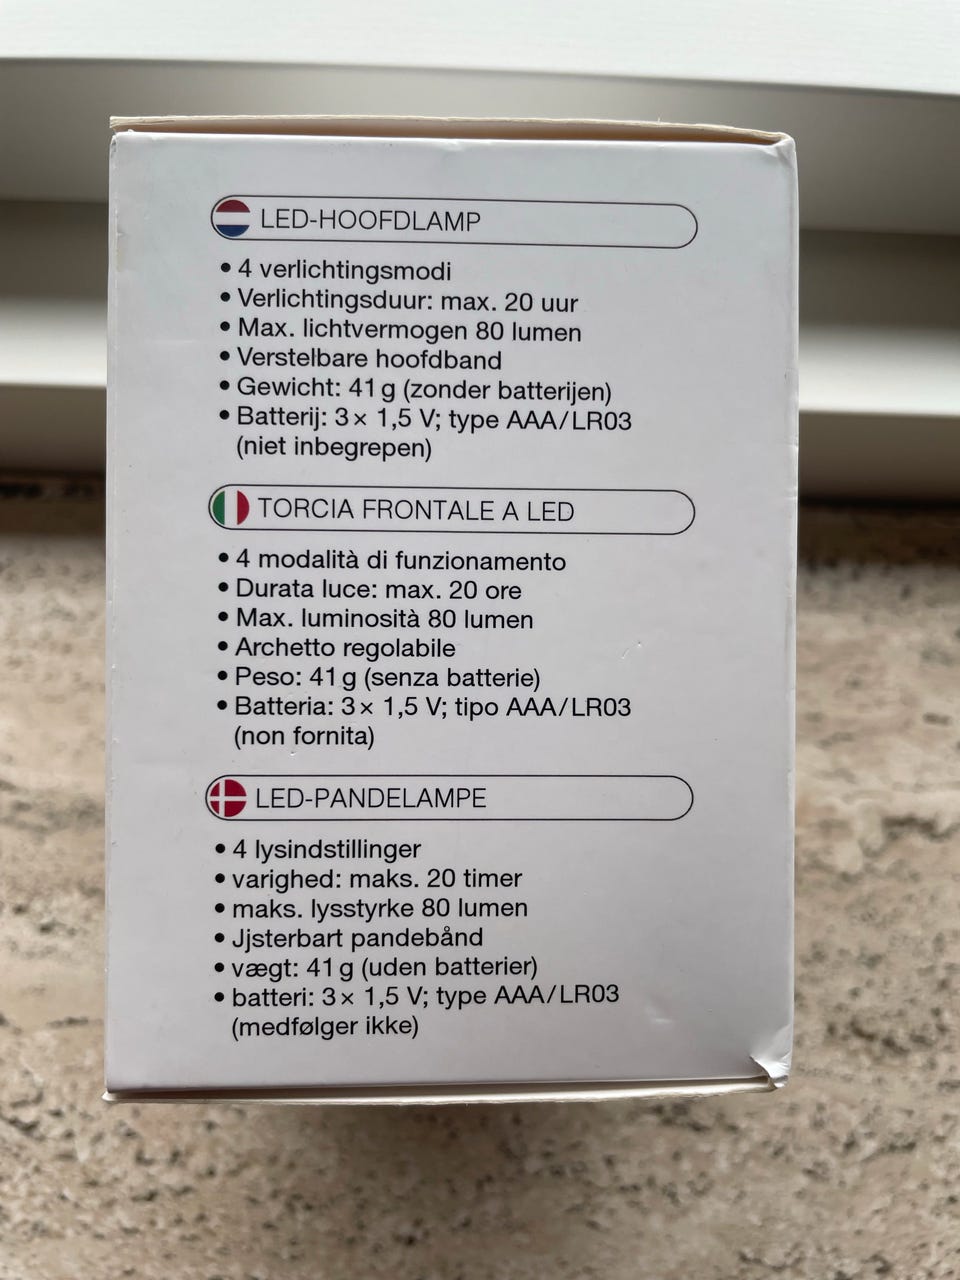 LED-HOOFDLAMP
• 4 verlichtingsmodi
• Verlichtingsduur: max. 20 uur
• Max. lichtvermogen 80 lumen
• Verstelbare hoofdband
• Gewicht: 41 g (zonder batterijen)
• Batterij: 3 × 1,5 V; type AAA/LR03
(niet inbegrepen)
TORCIA FRONTALE A LED
• 4 modalità di funzionamento
• Durata luce: max. 20 ore
• Max. luminosità 80 lumen
• Archetto regolabile
• Peso: 41 g (senza batterie)
• Batteria: 3 × 1,5 V; tipo AAA/LR03
(non fornita)
LED-PANDELAMPE
• 4 lysindstillinger
• varighed: maks. 20 timer
• maks. lysstyrke 80 lumen
• Jjsterbart pandebånd
• vægt: 41 g (uden batterier)
• batteri: 3 × 1,5 V; type AAA/LR03
(medfølger ikke)